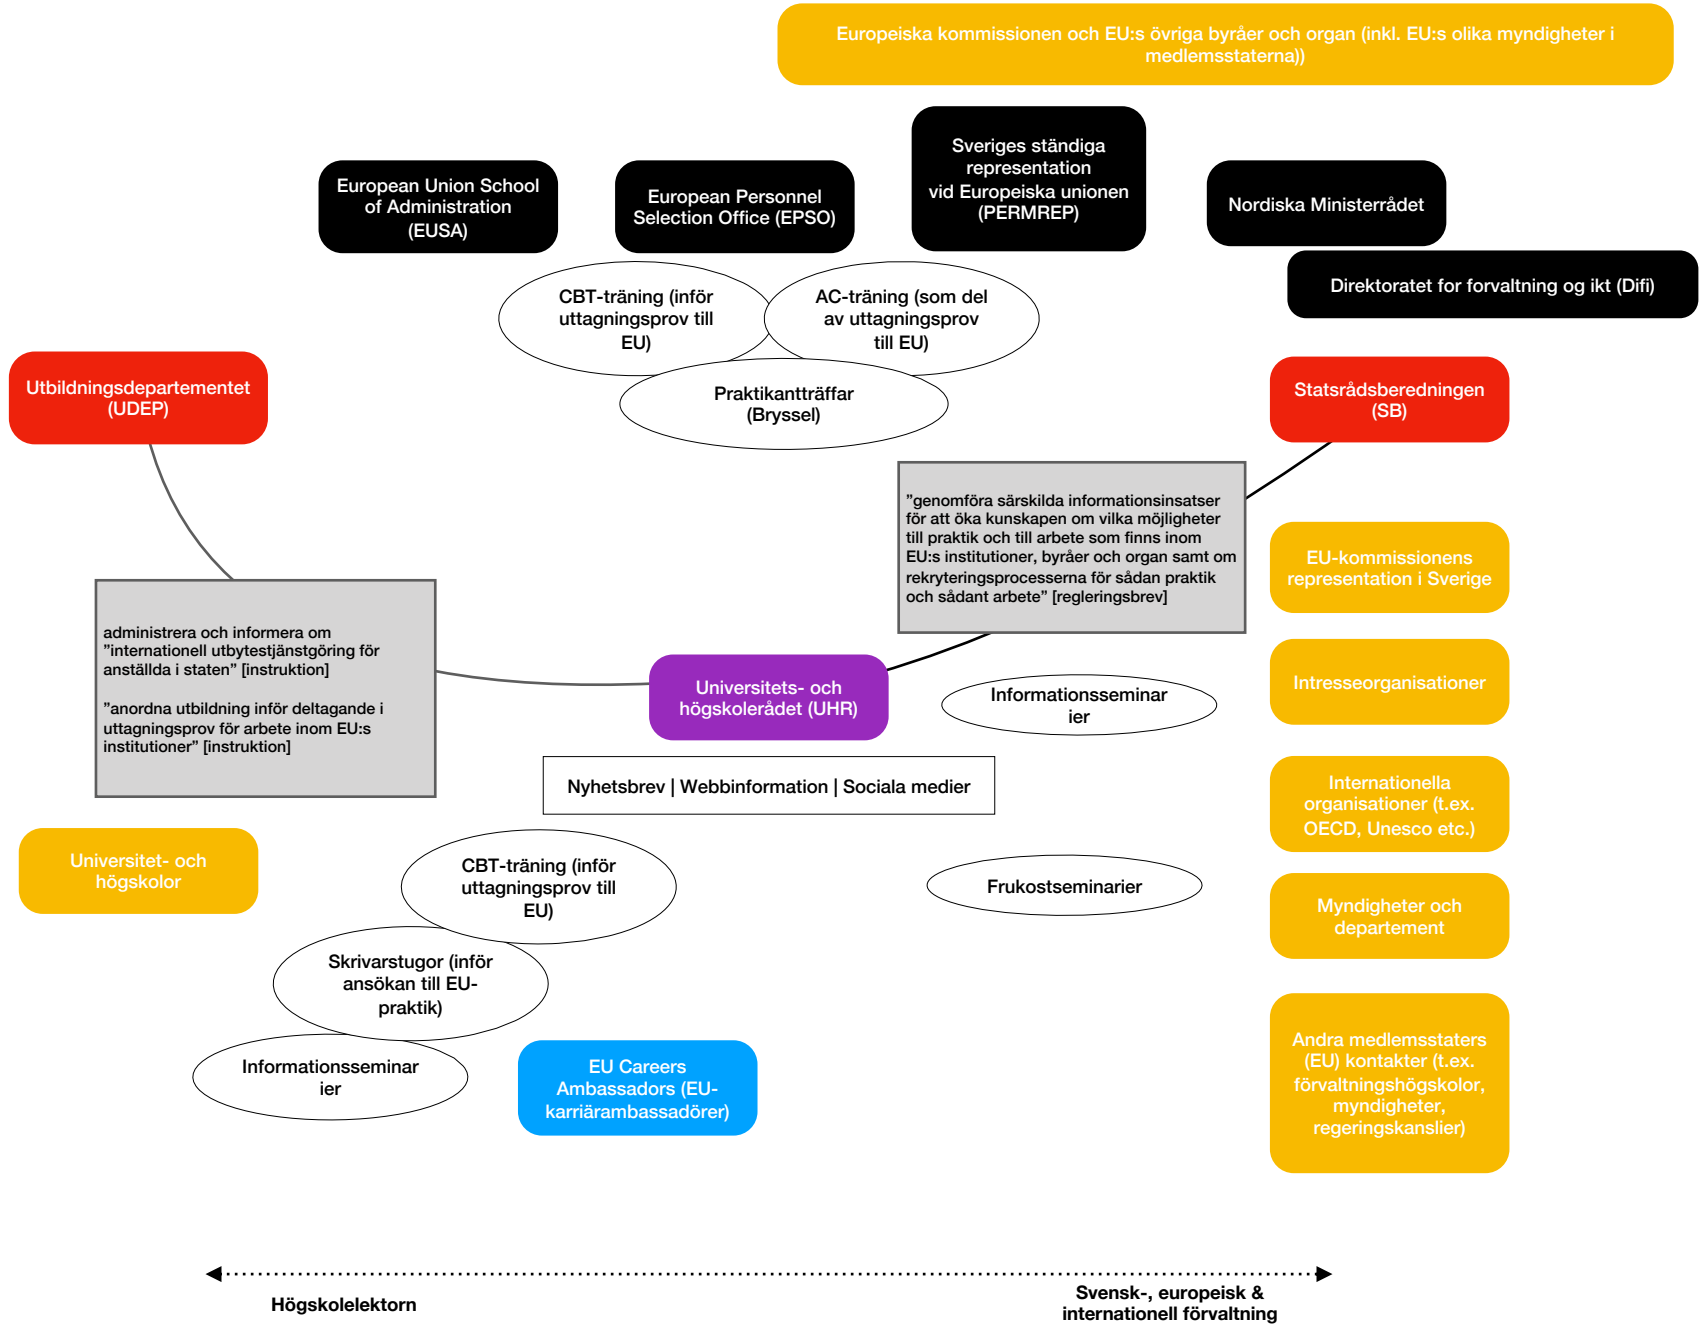 Europeiska kommissionen och EU:s övriga byråer och organ (inkl. EU:s olika myndigheter i
medlemsstaterna))
European Union School
of Administration
(EUSA)
European Personnel
Selection Office (EPSO)
Sveriges ständiga
representation
vid Europeiska unionen
(PERMREP)
Nordiska Ministerrådet
Direktoratet for forvaltning og ikt (Difi)
CBT-träning (inför
uttagningsprov till
EU)
AC-träning (som del
av uttagningsprov
till EU)
Praktikantträffar
(Bryssel)
Utbildningsdepartementet
(UDEP)
Statsrådsberedningen
(SB)
”genomföra särskilda informationsinsatser
för att öka kunskapen om vilka möjligheter
till praktik och till arbete som finns inom
EU:s institutioner, byråer och organ samt om
rekryteringsprocesserna för sådan praktik
och sådant arbete” [regleringsbrev]
EU-kommissionens
representation i Sverige
administrera och informera om
”internationell utbytestjänstgöring för
anställda i staten” [instruktion]
”anordna utbildning inför deltagande i
uttagningsprov för arbete inom EU:s
institutioner” [instruktion]
Universitets- och
högskolerådet (UHR)
Informationsseminar
ier
Intresseorganisationer
Nyhetsbrev | Webbinformation | Sociala medier
Internationella
organisationer (t.ex.
OECD, Unesco etc.)
Universitet- och
högskolor
CBT-träning (inför
uttagningsprov till
EU)
Frukostseminarier
Myndigheter och
departement
Skrivarstugor (inför
ansökan till EU-
praktik)
Informationsseminar
ier
EU Careers
Ambassadors (EU-
karriärambassadörer)
Andra medlemsstaters
(EU) kontakter (t.ex.
förvaltningshögskolor,
myndigheter,
regeringskanslier)
Högskolelektorn
Svensk-, europeisk &
internationell förvaltning